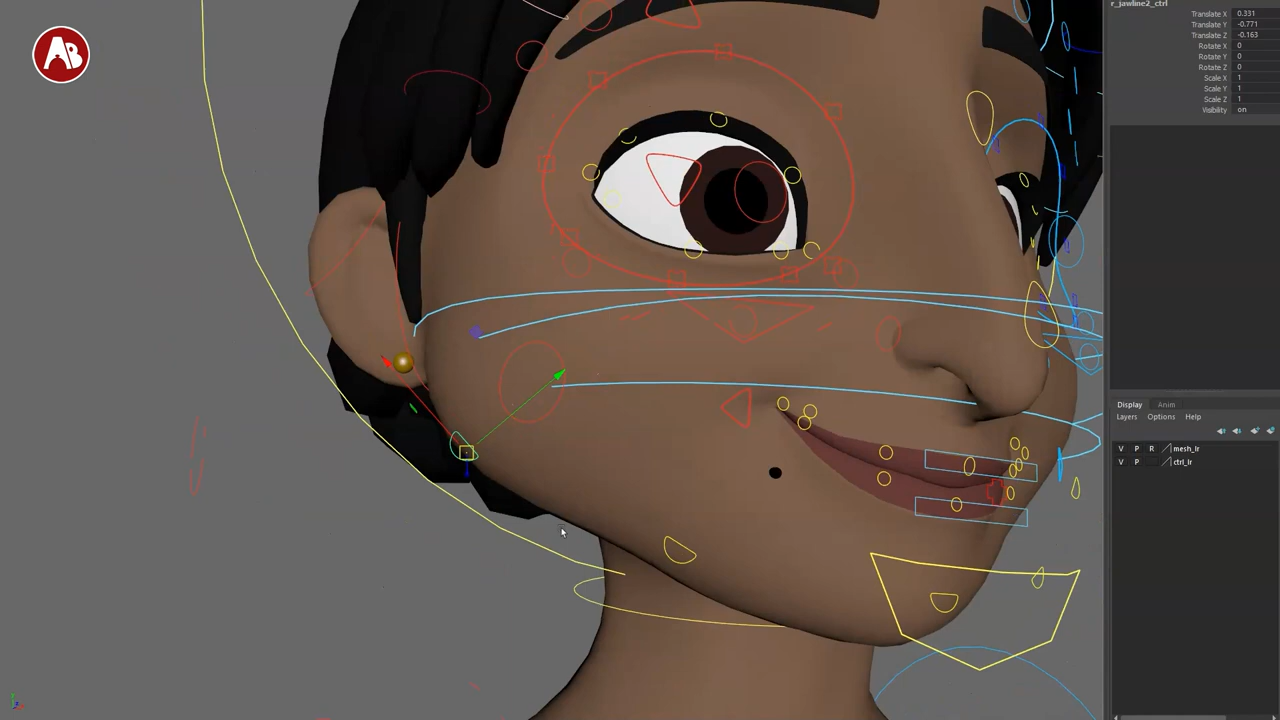 AB
r_jawline2_ctrl
Translate X 0.331
Translate Y -0.771
Translate Z -0.163
Rotate X 0
Rotate Y 0
Rotate Z 0
Scale X 1
Scale Y 1
Scale Z 1
Visibility on
Display Anim
Layers Options Help
V P R mesh_lr
V P ctrl_lr